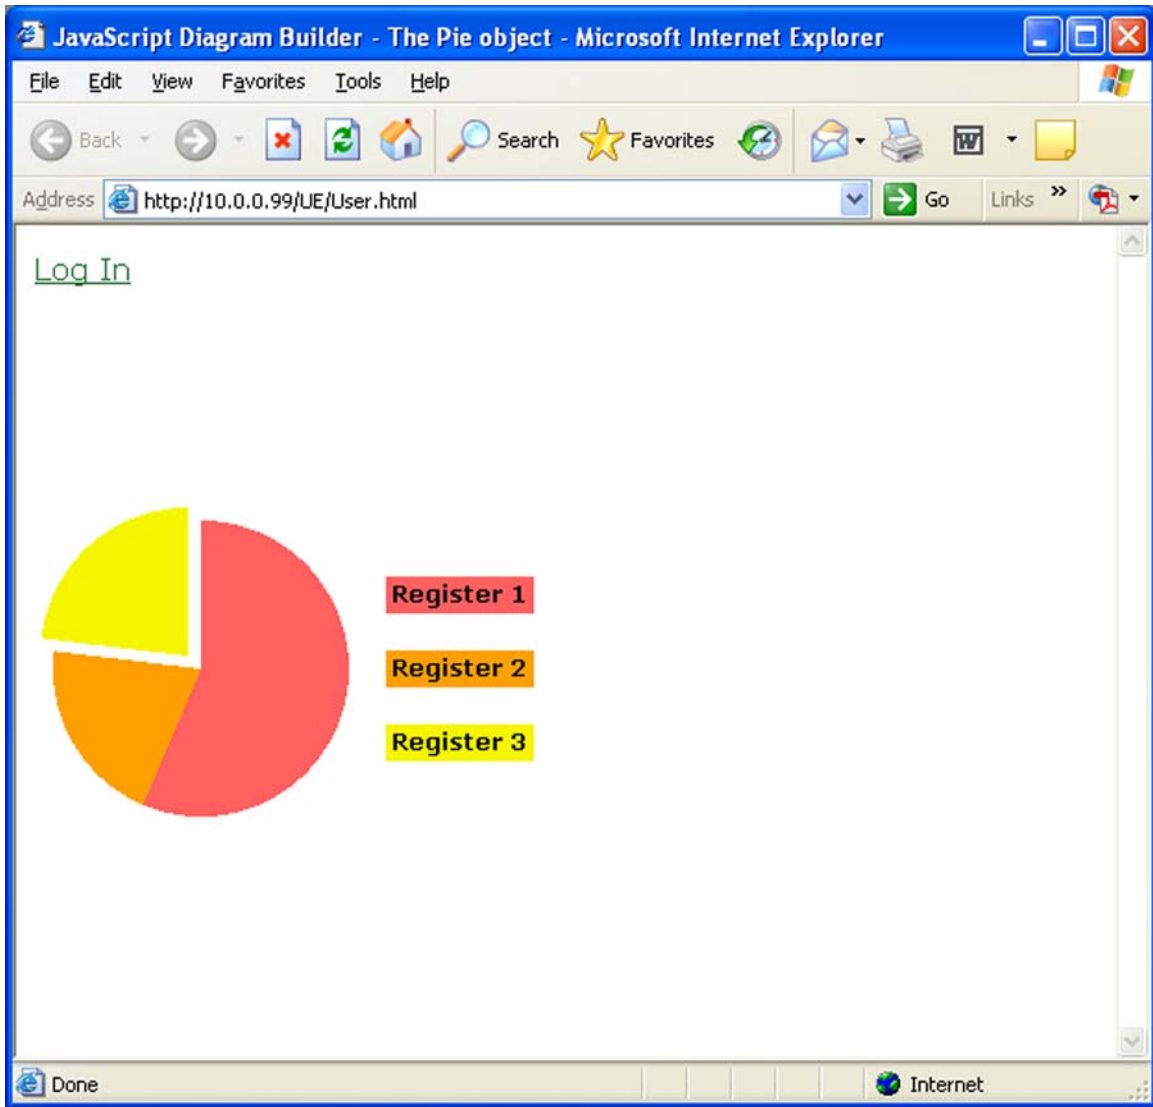 JavaScript Diagram Builder - The Pie object - Microsoft Internet Explorer
File Edit View Favorites Tools Help
Back Search Favorites W
Address http://10.0.0.99/UE/User.html Go Links »
Log In
Register 1
Register 2
Register 3
Done Internet